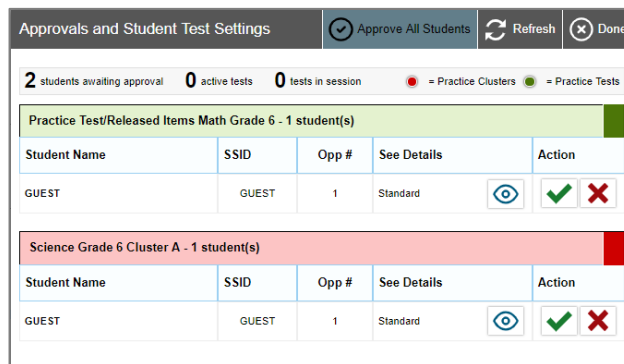 Approvals and Student Test Settings Approve All Students Refresh Done
2 students awaiting approval 0 active tests 0 tests in session = Practice Clusters = Practice Tests
Practice Test/Released Items Math Grade 6 - 1 student(s)
Student Name SSID Opp # See Details Action
GUEST GUEST 1 Standard
Science Grade 6 Cluster A - 1 student(s)
Student Name SSID Opp # See Details Action
GUEST GUEST 1 Standard